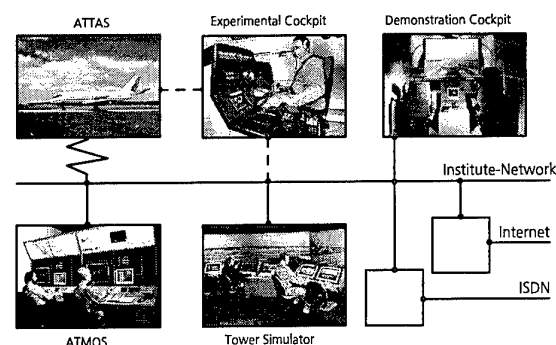 ATTAS
Experimental Cockpit
Demonstration Cockpit
Institute-Network
Internet
ISDN
ATMOS
Tower Simulator